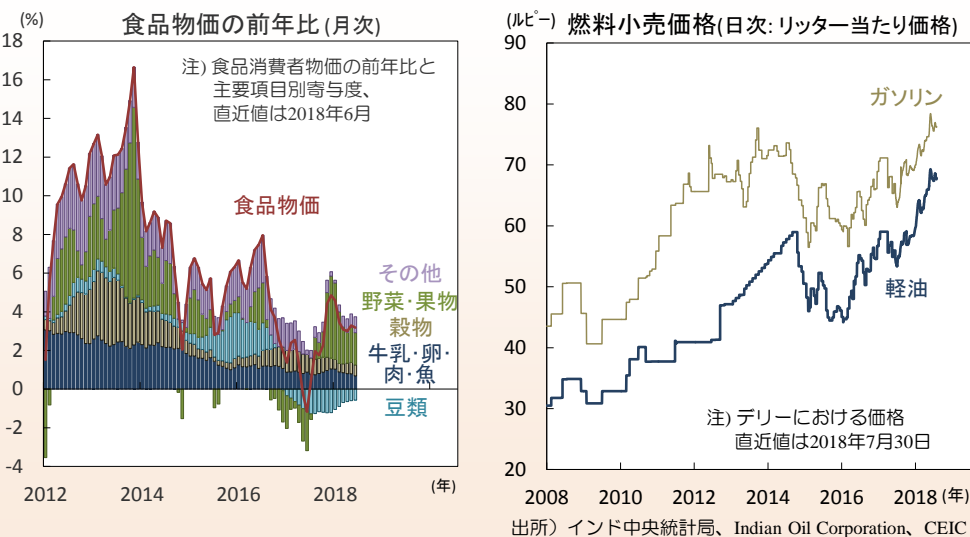 食品物価の前年比(月次)
(%)
18
16
14
12
10
8
6
4
2
0
-2
-4
注) 食品消費者物価の前年比と
主要項目別寄与度、
直近値は2018年6月
食品物価
その他
野菜・果物
穀物
牛乳・卵・
肉・魚
豆類
2012
2014
2016
2018
(年)
燃料小売価格(日次: リッター当たり価格)
(ルピー)
90
80
70
60
50
40
30
20
ガソリン
軽油
注) デリーにおける価格
直近値は2018年7月30日
2008
2010
2012
2014
2016
2018
(年)
出所）インド中央統計局、Indian Oil Corporation、CEIC